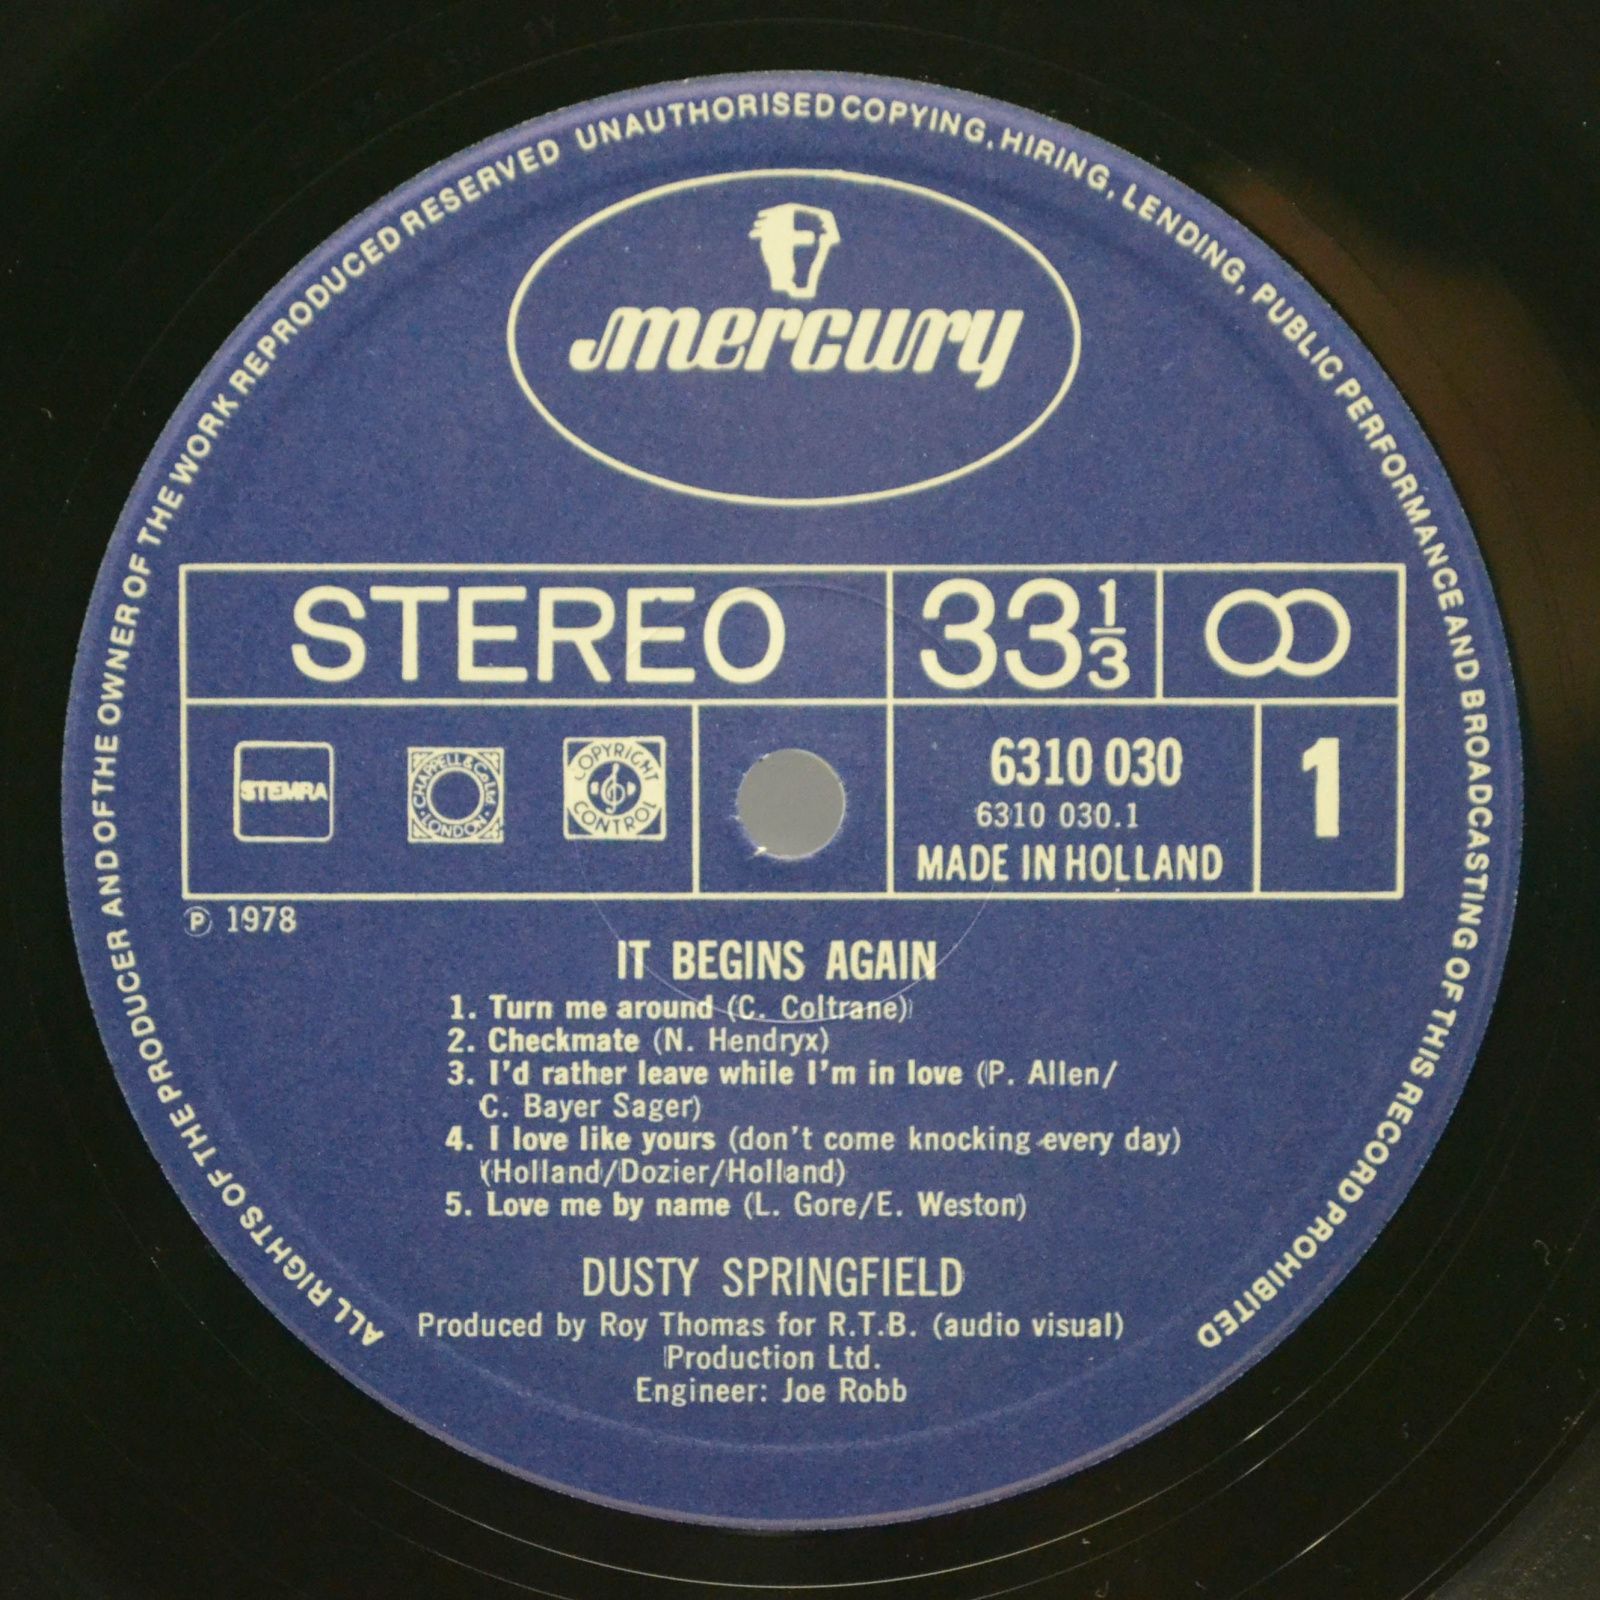 ALL RIGHTS OF THE PRODUCER AND OF THE OWNER OF THE WORK REPRODUCED RESERVED UNAUTHORISED COPYING, HIRING, LENDING, PUBLIC PERFORMANCE AND BROADCASTING OF THIS RECORD PROHIBITED
mercury
STEREO
33 1/3
STEMRA
CHAPPELL & Co Ltd
LONDON
COPYRIGHT
CONTROL
6310 030
6310 030.1
MADE IN HOLLAND
1
℗ 1978
IT BEGINS AGAIN
1. Turn me around (C. Coltrane)
2. Checkmate (N. Hendryx)
3. I'd rather leave while I'm in love (P. Allen/
C. Bayer Sager)
4. I love like yours (don't come knocking every day)
(Holland/Dozier/Holland)
5. Love me by name (L. Gore/E. Weston)
DUSTY SPRINGFIELD
Produced by Roy Thomas for R.T.B. (audio visual)
Production Ltd.
Engineer: Joe Robb